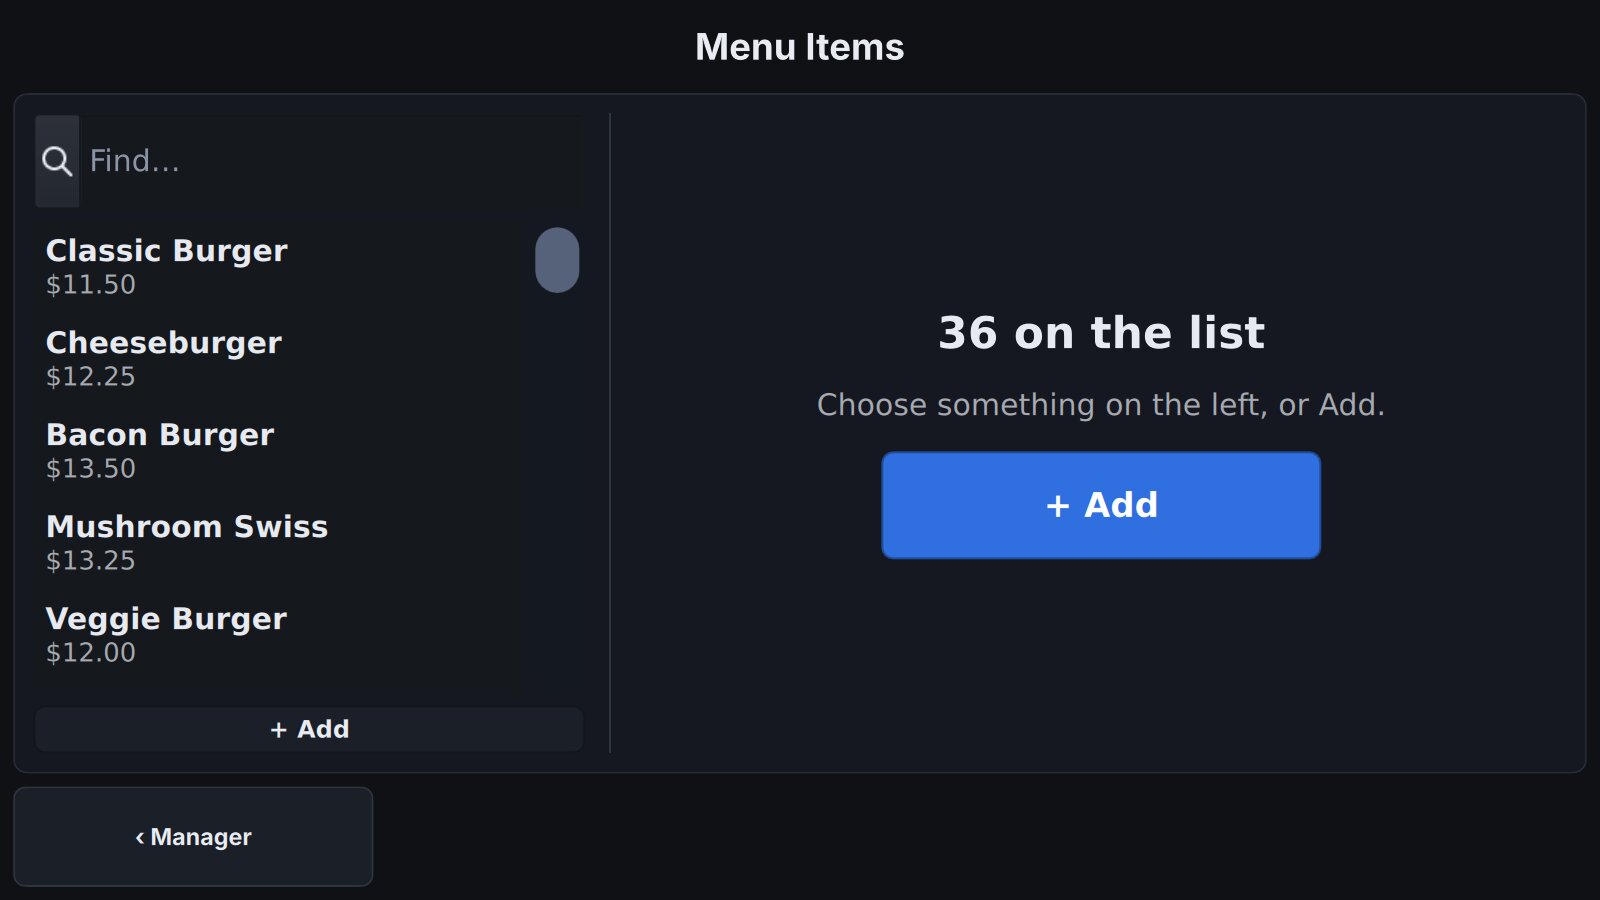 Menu Items
Find...
Classic Burger
$11.50
Cheeseburger
$12.25
Bacon Burger
$13.50
Mushroom Swiss
$13.25
Veggie Burger
$12.00
+ Add
36 on the list
Choose something on the left, or Add.
+ Add
‹ Manager